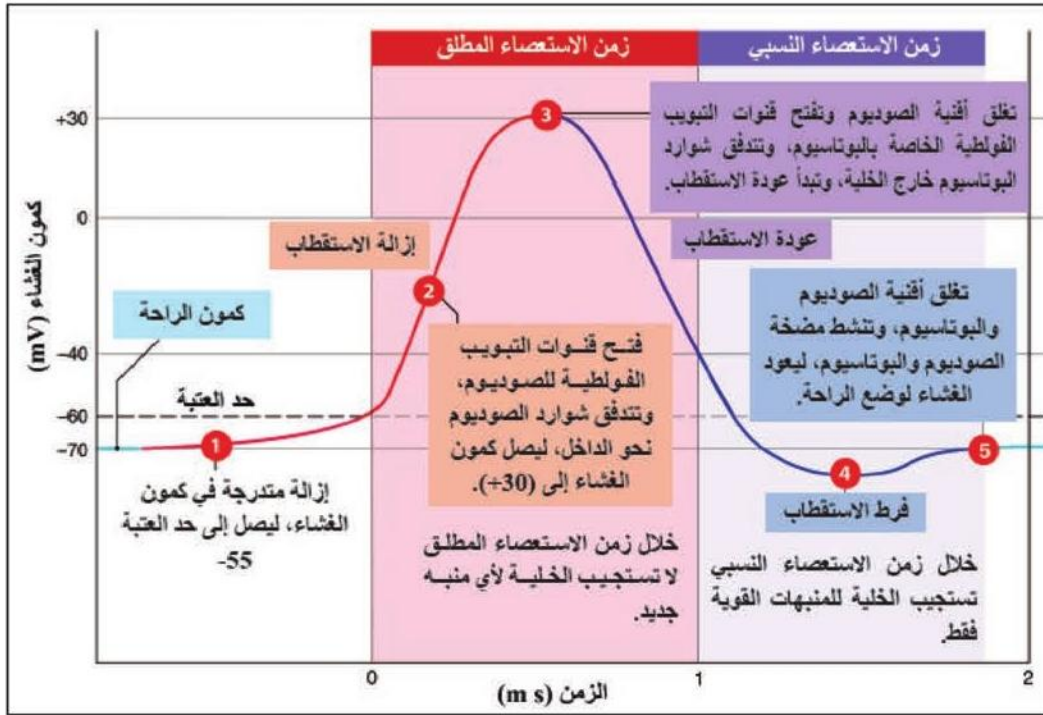 زمن الاستعصاء المطلق
زمن الاستعصاء النسبي
كمون الغشاء (mV)
+30
0
−40
−60
−70
3
تغلق أقنية الصوديوم وتفتح قنوات التبويب
الفولطية الخاصة بالبوتاسيوم، وتتدفق شوارد
البوتاسيوم خارج الخلية، وتبدأ عودة الاستقطاب.
إزالة الاستقطاب
عودة الاستقطاب
2
كمون الراحة
فتح قنوات التبويب
الفولطية للصوديوم،
وتتدفق شوارد الصوديوم
نحو الداخل، ليصل كمون
الغشاء إلى (30+).
تغلق أقنية الصوديوم
والبوتاسيوم، وتنشط مضخة
الصوديوم والبوتاسيوم، ليعود
الغشاء لوضع الراحة.
حد العتبة
1
إزالة متدرجة في كمون
الغشاء، ليصل إلى حد العتبة
-55
4
5
فرط الاستقطاب
خلال زمن الاستعصاء المطلق
لا تستجيب الخلية لأي منبه
جديد.
خلال زمن الاستعصاء النسبي
تستجيب الخلية للمنبهات القوية
فقط.
0
1
2
الزمن (m s)